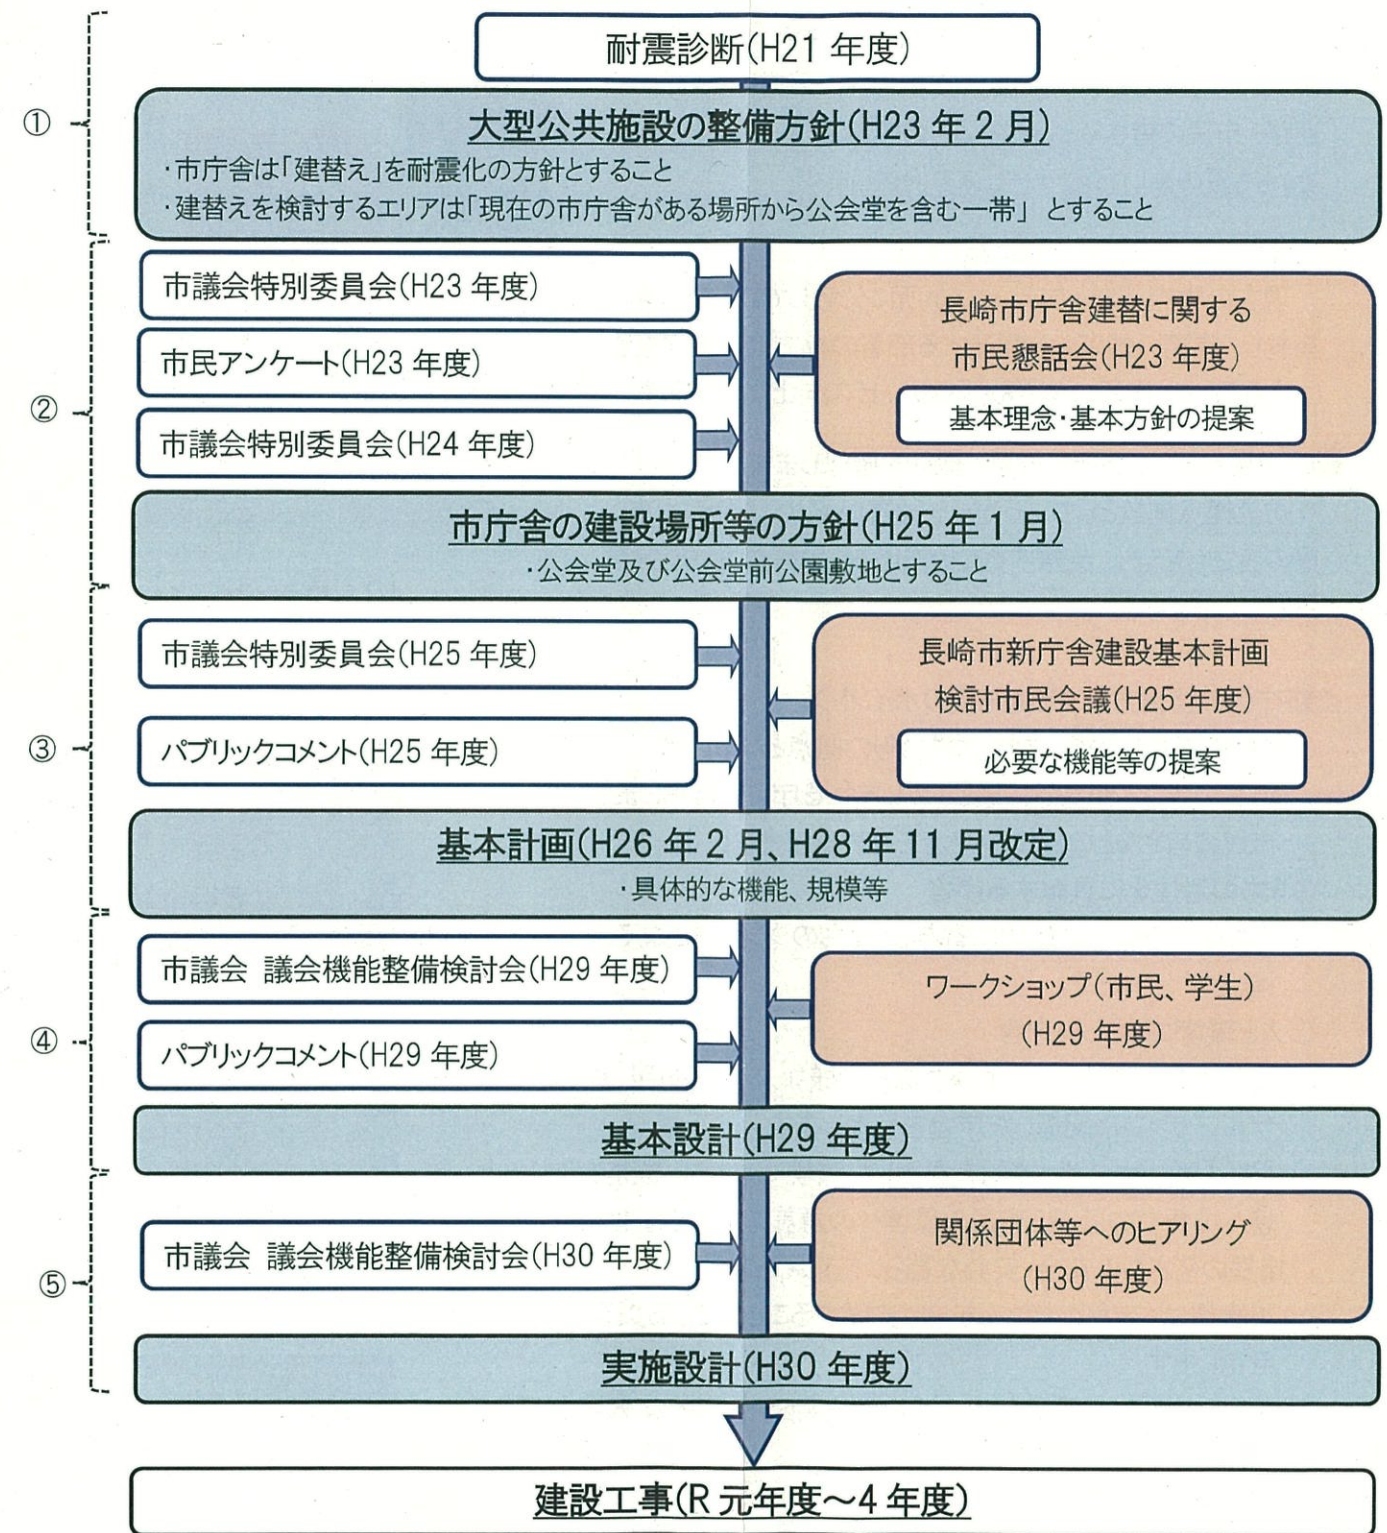 耐震診断(H21 年度)
①
大型公共施設の整備方針(H23 年 2 月)
・市庁舎は「建替え」を耐震化の方針とすること
・建替えを検討するエリアは「現在の市庁舎がある場所から公会堂を含む一帯」 とすること
②
市議会特別委員会(H23 年度)
市民アンケート(H23 年度)
市議会特別委員会(H24 年度)
長崎市庁舎建替に関する
市民懇話会(H23 年度)
基本理念・基本方針の提案
市庁舎の建設場所等の方針(H25 年 1 月)
・公会堂及び公会堂前公園敷地とすること
③
市議会特別委員会(H25 年度)
パブリックコメント(H25 年度)
長崎市新庁舎建設基本計画
検討市民会議(H25 年度)
必要な機能等の提案
基本計画(H26 年 2 月、H28 年 11 月改定)
・具体的な機能、規模等
④
市議会 議会機能整備検討会(H29 年度)
パブリックコメント(H29 年度)
ワークショップ(市民、学生)
(H29 年度)
基本設計(H29 年度)
⑤
市議会 議会機能整備検討会(H30 年度)
関係団体等へのヒアリング
(H30 年度)
実施設計(H30 年度)
建設工事(R 元年度～4 年度)